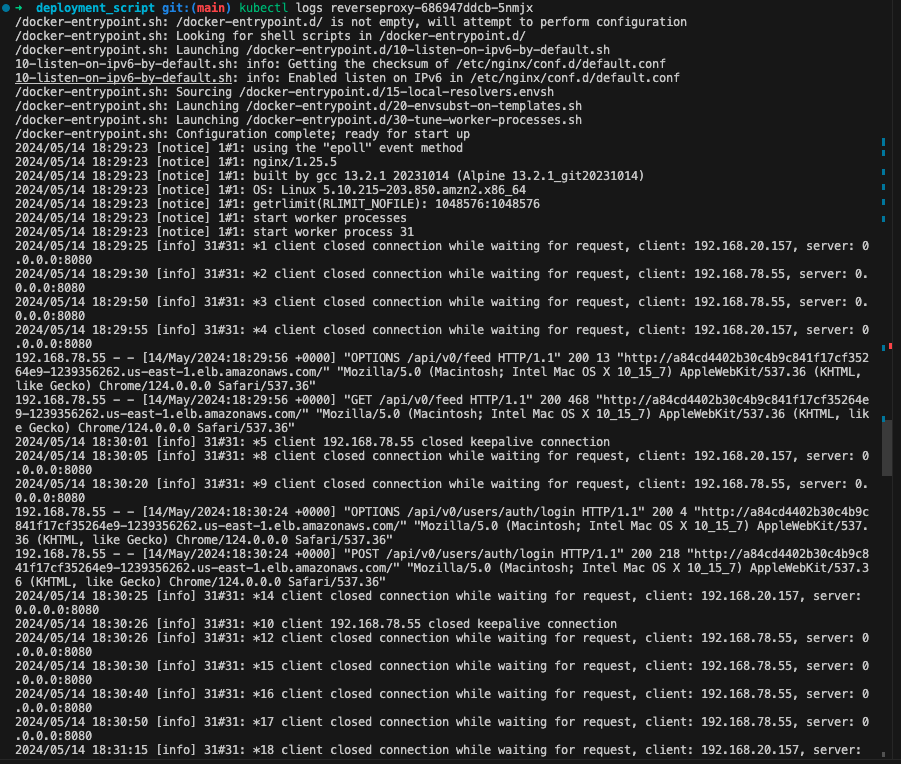 ➜ deployment_script git:(main) kubectl logs reverseproxy-686947ddcb-5nmjx
/docker-entrypoint.sh: /docker-entrypoint.d/ is not empty, will attempt to perform configuration
/docker-entrypoint.sh: Looking for shell scripts in /docker-entrypoint.d/
/docker-entrypoint.sh: Launching /docker-entrypoint.d/10-listen-on-ipv6-by-default.sh
10-listen-on-ipv6-by-default.sh: info: Getting the checksum of /etc/nginx/conf.d/default.conf
10-listen-on-ipv6-by-default.sh: info: Enabled listen on IPv6 in /etc/nginx/conf.d/default.conf
/docker-entrypoint.sh: Sourcing /docker-entrypoint.d/15-local-resolvers.envsh
/docker-entrypoint.sh: Launching /docker-entrypoint.d/20-envsubst-on-templates.sh
/docker-entrypoint.sh: Launching /docker-entrypoint.d/30-tune-worker-processes.sh
/docker-entrypoint.sh: Configuration complete; ready for start up
2024/05/14 18:29:23 [notice] 1#1: using the "epoll" event method
2024/05/14 18:29:23 [notice] 1#1: nginx/1.25.5
2024/05/14 18:29:23 [notice] 1#1: built by gcc 13.2.1 20231014 (Alpine 13.2.1_git20231014)
2024/05/14 18:29:23 [notice] 1#1: OS: Linux 5.10.215-203.850.amzn2.x86_64
2024/05/14 18:29:23 [notice] 1#1: getrlimit(RLIMIT_NOFILE): 1048576:1048576
2024/05/14 18:29:23 [notice] 1#1: start worker processes
2024/05/14 18:29:23 [notice] 1#1: start worker process 31
2024/05/14 18:29:25 [info] 31#31: *1 client closed connection while waiting for request, client: 192.168.20.157, server: 0
.0.0.0:8080
2024/05/14 18:29:30 [info] 31#31: *2 client closed connection while waiting for request, client: 192.168.78.55, server: 0.
0.0.0:8080
2024/05/14 18:29:50 [info] 31#31: *3 client closed connection while waiting for request, client: 192.168.78.55, server: 0.
0.0.0:8080
2024/05/14 18:29:55 [info] 31#31: *4 client closed connection while waiting for request, client: 192.168.20.157, server: 0
.0.0.0:8080
192.168.78.55 - - [14/May/2024:18:29:56 +0000] "OPTIONS /api/v0/feed HTTP/1.1" 200 13 "http://a84cd4402b30c4b9c841f17cf352
64e9-1239356262.us-east-1.elb.amazonaws.com/" "Mozilla/5.0 (Macintosh; Intel Mac OS X 10_15_7) AppleWebKit/537.36 (KHTML, 
like Gecko) Chrome/124.0.0.0 Safari/537.36"
192.168.78.55 - - [14/May/2024:18:29:56 +0000] "GET /api/v0/feed HTTP/1.1" 200 468 "http://a84cd4402b30c4b9c841f17cf35264e
9-1239356262.us-east-1.elb.amazonaws.com/" "Mozilla/5.0 (Macintosh; Intel Mac OS X 10_15_7) AppleWebKit/537.36 (KHTML, lik
e Gecko) Chrome/124.0.0.0 Safari/537.36"
2024/05/14 18:30:01 [info] 31#31: *5 client 192.168.78.55 closed keepalive connection
2024/05/14 18:30:05 [info] 31#31: *8 client closed connection while waiting for request, client: 192.168.20.157, server: 0
.0.0.0:8080
2024/05/14 18:30:20 [info] 31#31: *9 client closed connection while waiting for request, client: 192.168.78.55, server: 0.
0.0.0:8080
192.168.78.55 - - [14/May/2024:18:30:24 +0000] "OPTIONS /api/v0/users/auth/login HTTP/1.1" 200 4 "http://a84cd4402b30c4b9c
841f17cf35264e9-1239356262.us-east-1.elb.amazonaws.com/" "Mozilla/5.0 (Macintosh; Intel Mac OS X 10_15_7) AppleWebKit/537.
36 (KHTML, like Gecko) Chrome/124.0.0.0 Safari/537.36"
192.168.78.55 - - [14/May/2024:18:30:24 +0000] "POST /api/v0/users/auth/login HTTP/1.1" 200 218 "http://a84cd4402b30c4b9c8
41f17cf35264e9-1239356262.us-east-1.elb.amazonaws.com/" "Mozilla/5.0 (Macintosh; Intel Mac OS X 10_15_7) AppleWebKit/537.3
6 (KHTML, like Gecko) Chrome/124.0.0.0 Safari/537.36"
2024/05/14 18:30:25 [info] 31#31: *14 client closed connection while waiting for request, client: 192.168.20.157, server: 
0.0.0.0:8080
2024/05/14 18:30:26 [info] 31#31: *10 client 192.168.78.55 closed keepalive connection
2024/05/14 18:30:26 [info] 31#31: *12 client closed connection while waiting for request, client: 192.168.78.55, server: 0
.0.0.0:8080
2024/05/14 18:30:30 [info] 31#31: *15 client closed connection while waiting for request, client: 192.168.78.55, server: 0
.0.0.0:8080
2024/05/14 18:30:40 [info] 31#31: *16 client closed connection while waiting for request, client: 192.168.78.55, server: 0
.0.0.0:8080
2024/05/14 18:30:50 [info] 31#31: *17 client closed connection while waiting for request, client: 192.168.78.55, server: 0
.0.0.0:8080
2024/05/14 18:31:15 [info] 31#31: *18 client closed connection while waiting for request, client: 192.168.20.157, server: